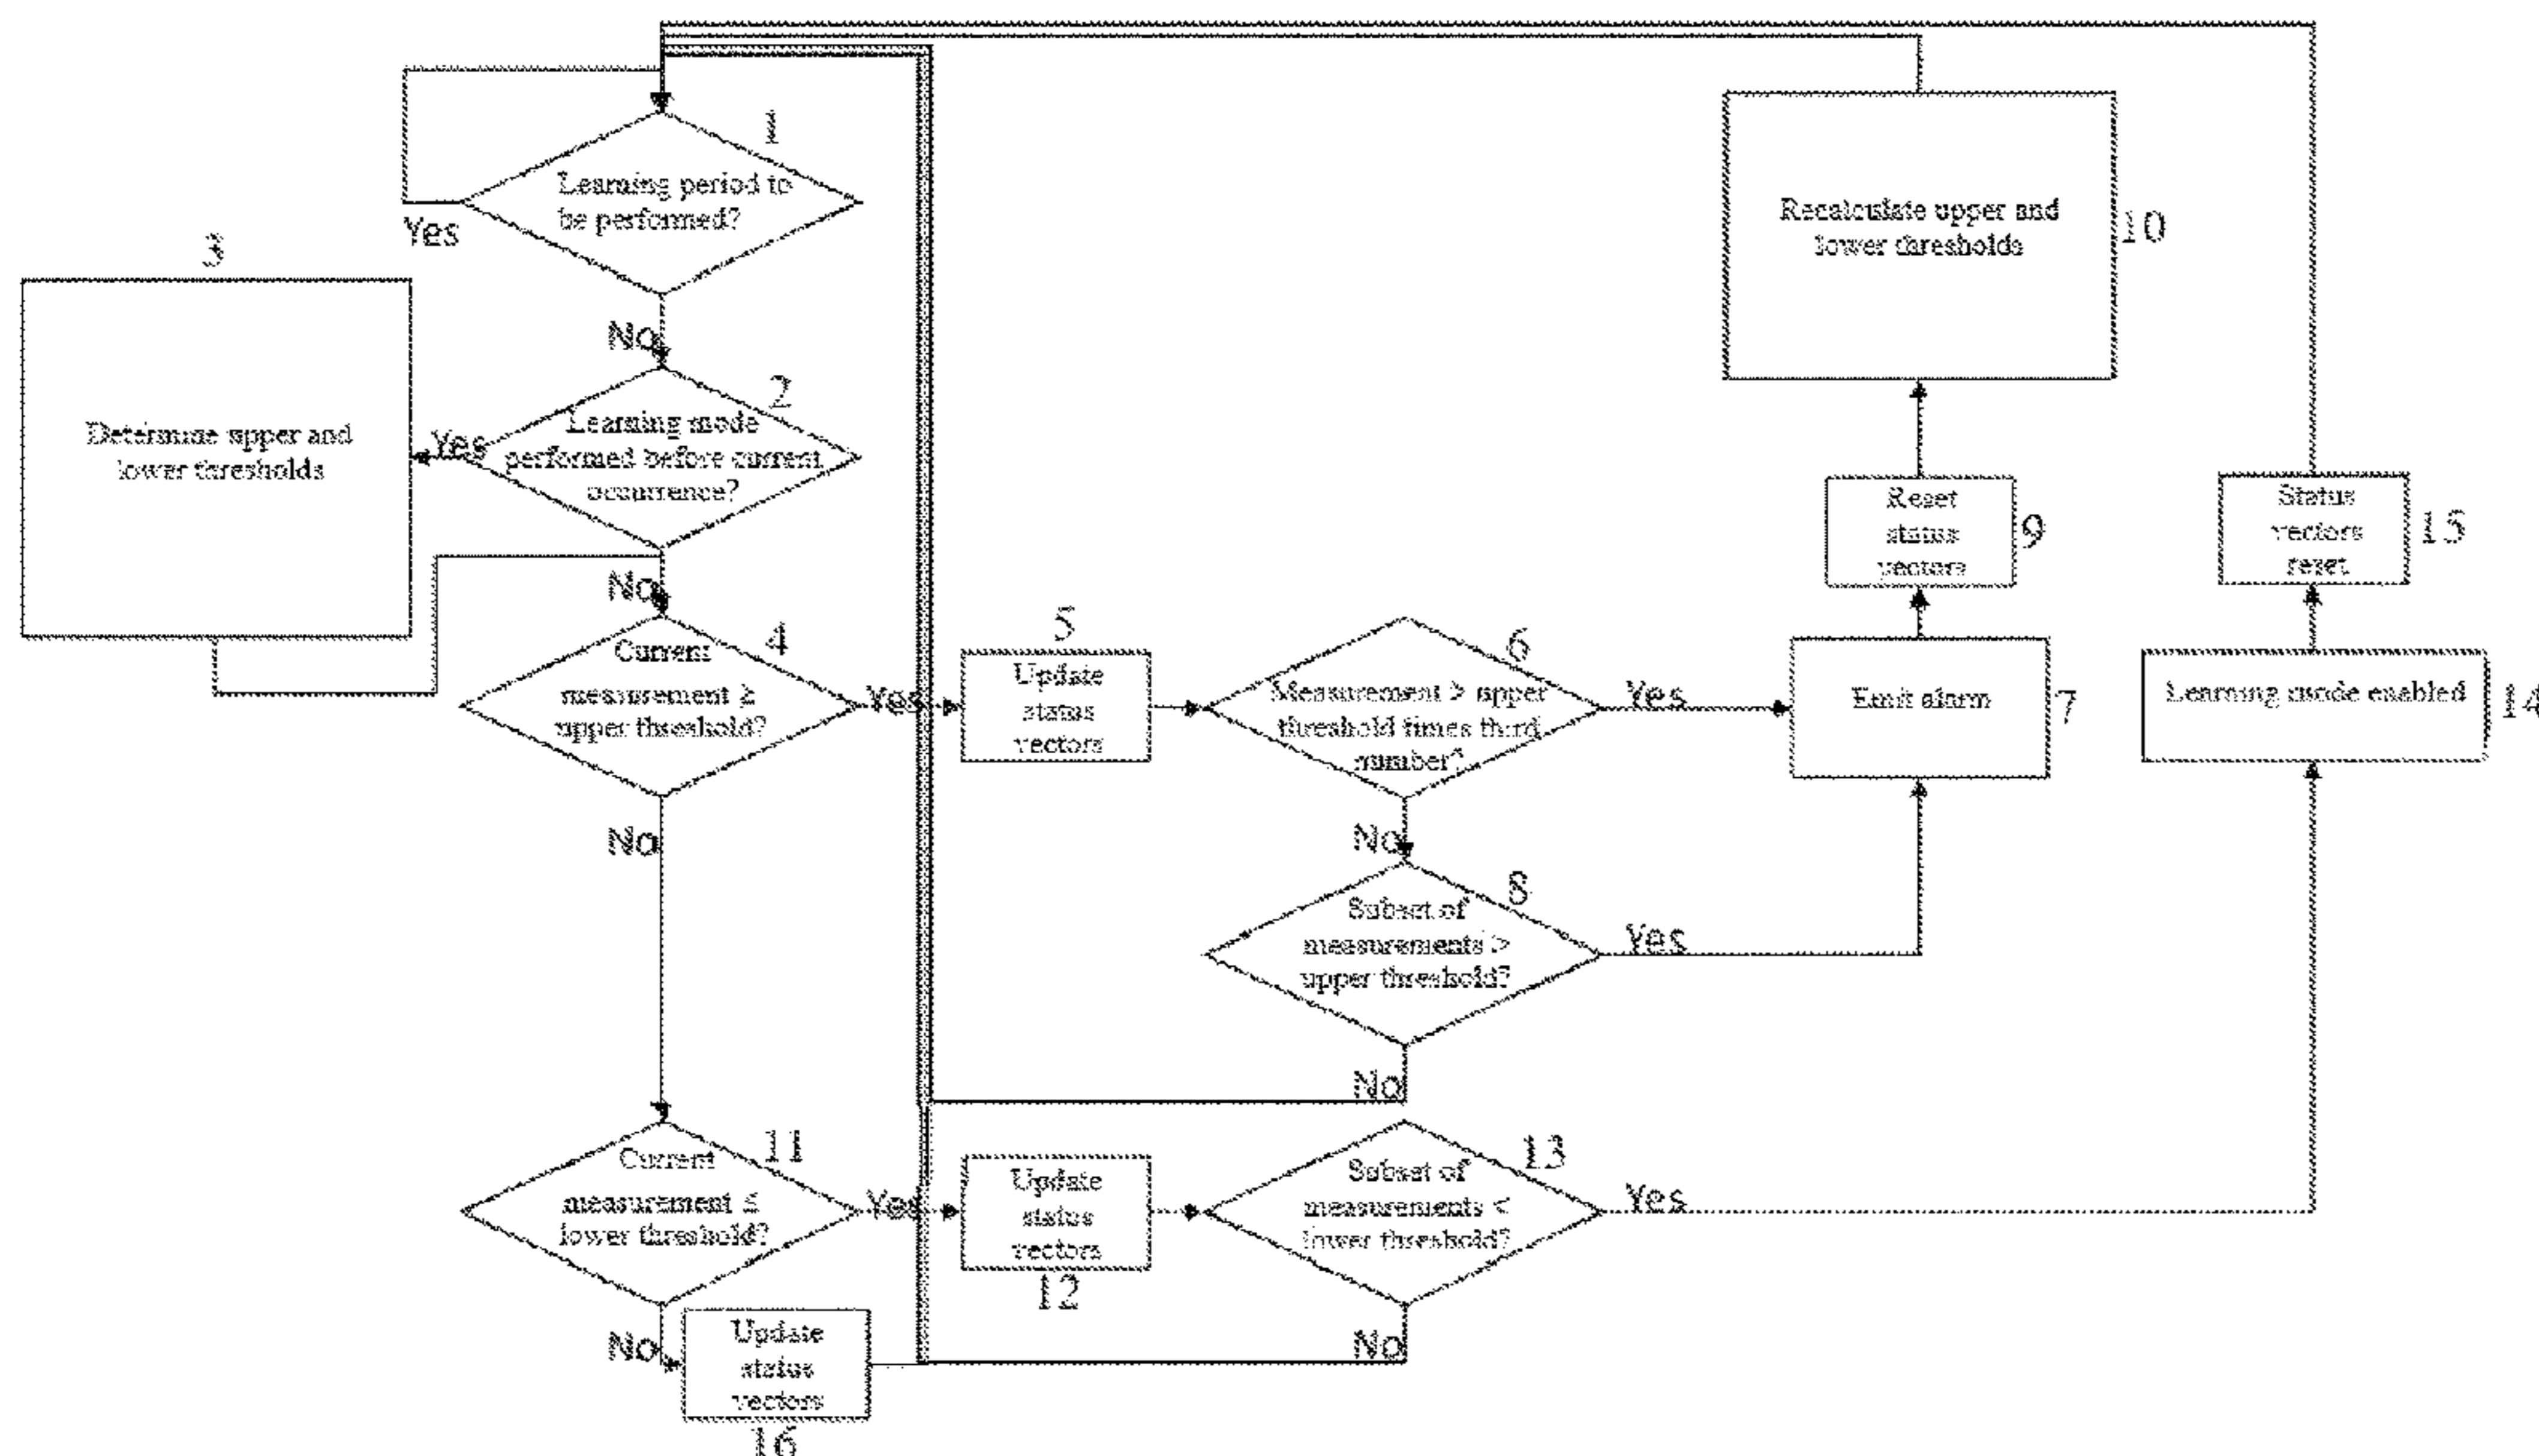 1
Learning period to
be performed?
Yes
No
2
Learning mode
performed before current
occurrence?
Yes
No
3
Determine upper and
lower thresholds
4
Current
measurement ≥
upper threshold?
Yes
No
5
Update
status
vectors
6
Measurement > upper
threshold times third
number?
Yes
No
7
Emit alarm
8
Subset of
measurements >
upper threshold?
Yes
No
9
Reset
status
vectors
10
Recalculate upper and
lower thresholds
11
Current
measurement ≤
lower threshold?
Yes
No
12
Update
status
vectors
13
Subset of
measurements <
lower threshold?
Yes
No
14
Learning mode enabled
15
Status
vectors
reset
Update
status
vectors
16